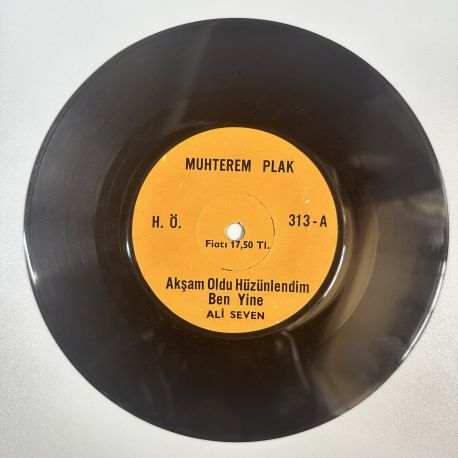 MUHTEREM PLAK
H. Ö. 313-A
Fiatı 17,50 Tl.
Akşam Oldu Hüzünlendim
Ben Yine
ALİ SEVEN